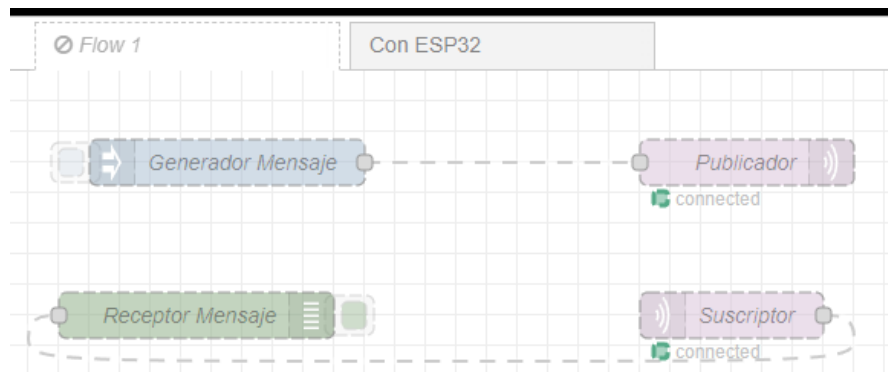 Flow 1
Con ESP32
Generador Mensaje
Publicador
connected
Receptor Mensaje
Suscriptor
connected